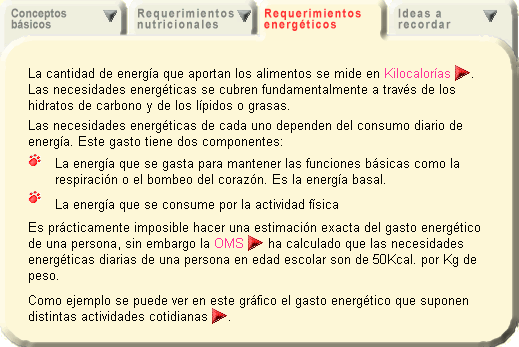 Conceptos básicos
Requerimientos nutricionales
Requerimientos energéticos
Ideas a recordar
La cantidad de energía que aportan los alimentos se mide en Kilocalorías.
Las necesidades energéticas se cubren fundamentalmente a través de los
hidratos de carbono y de los lípidos o grasas.
Las necesidades energéticas de cada uno dependen del consumo diario de
energía. Este gasto tiene dos componentes:
La energía que se gasta para mantener las funciones básicas como la
respiración o el bombeo del corazón. Es la energía basal.
La energía que se consume por la actividad física
Es prácticamente imposible hacer una estimación exacta del gasto energético
de una persona, sin embargo la OMS ha calculado que las necesidades
energéticas diarias de una persona en edad escolar son de 50Kcal. por Kg de
peso.
Como ejemplo se puede ver en este gráfico el gasto energético que suponen
distintas actividades cotidianas.